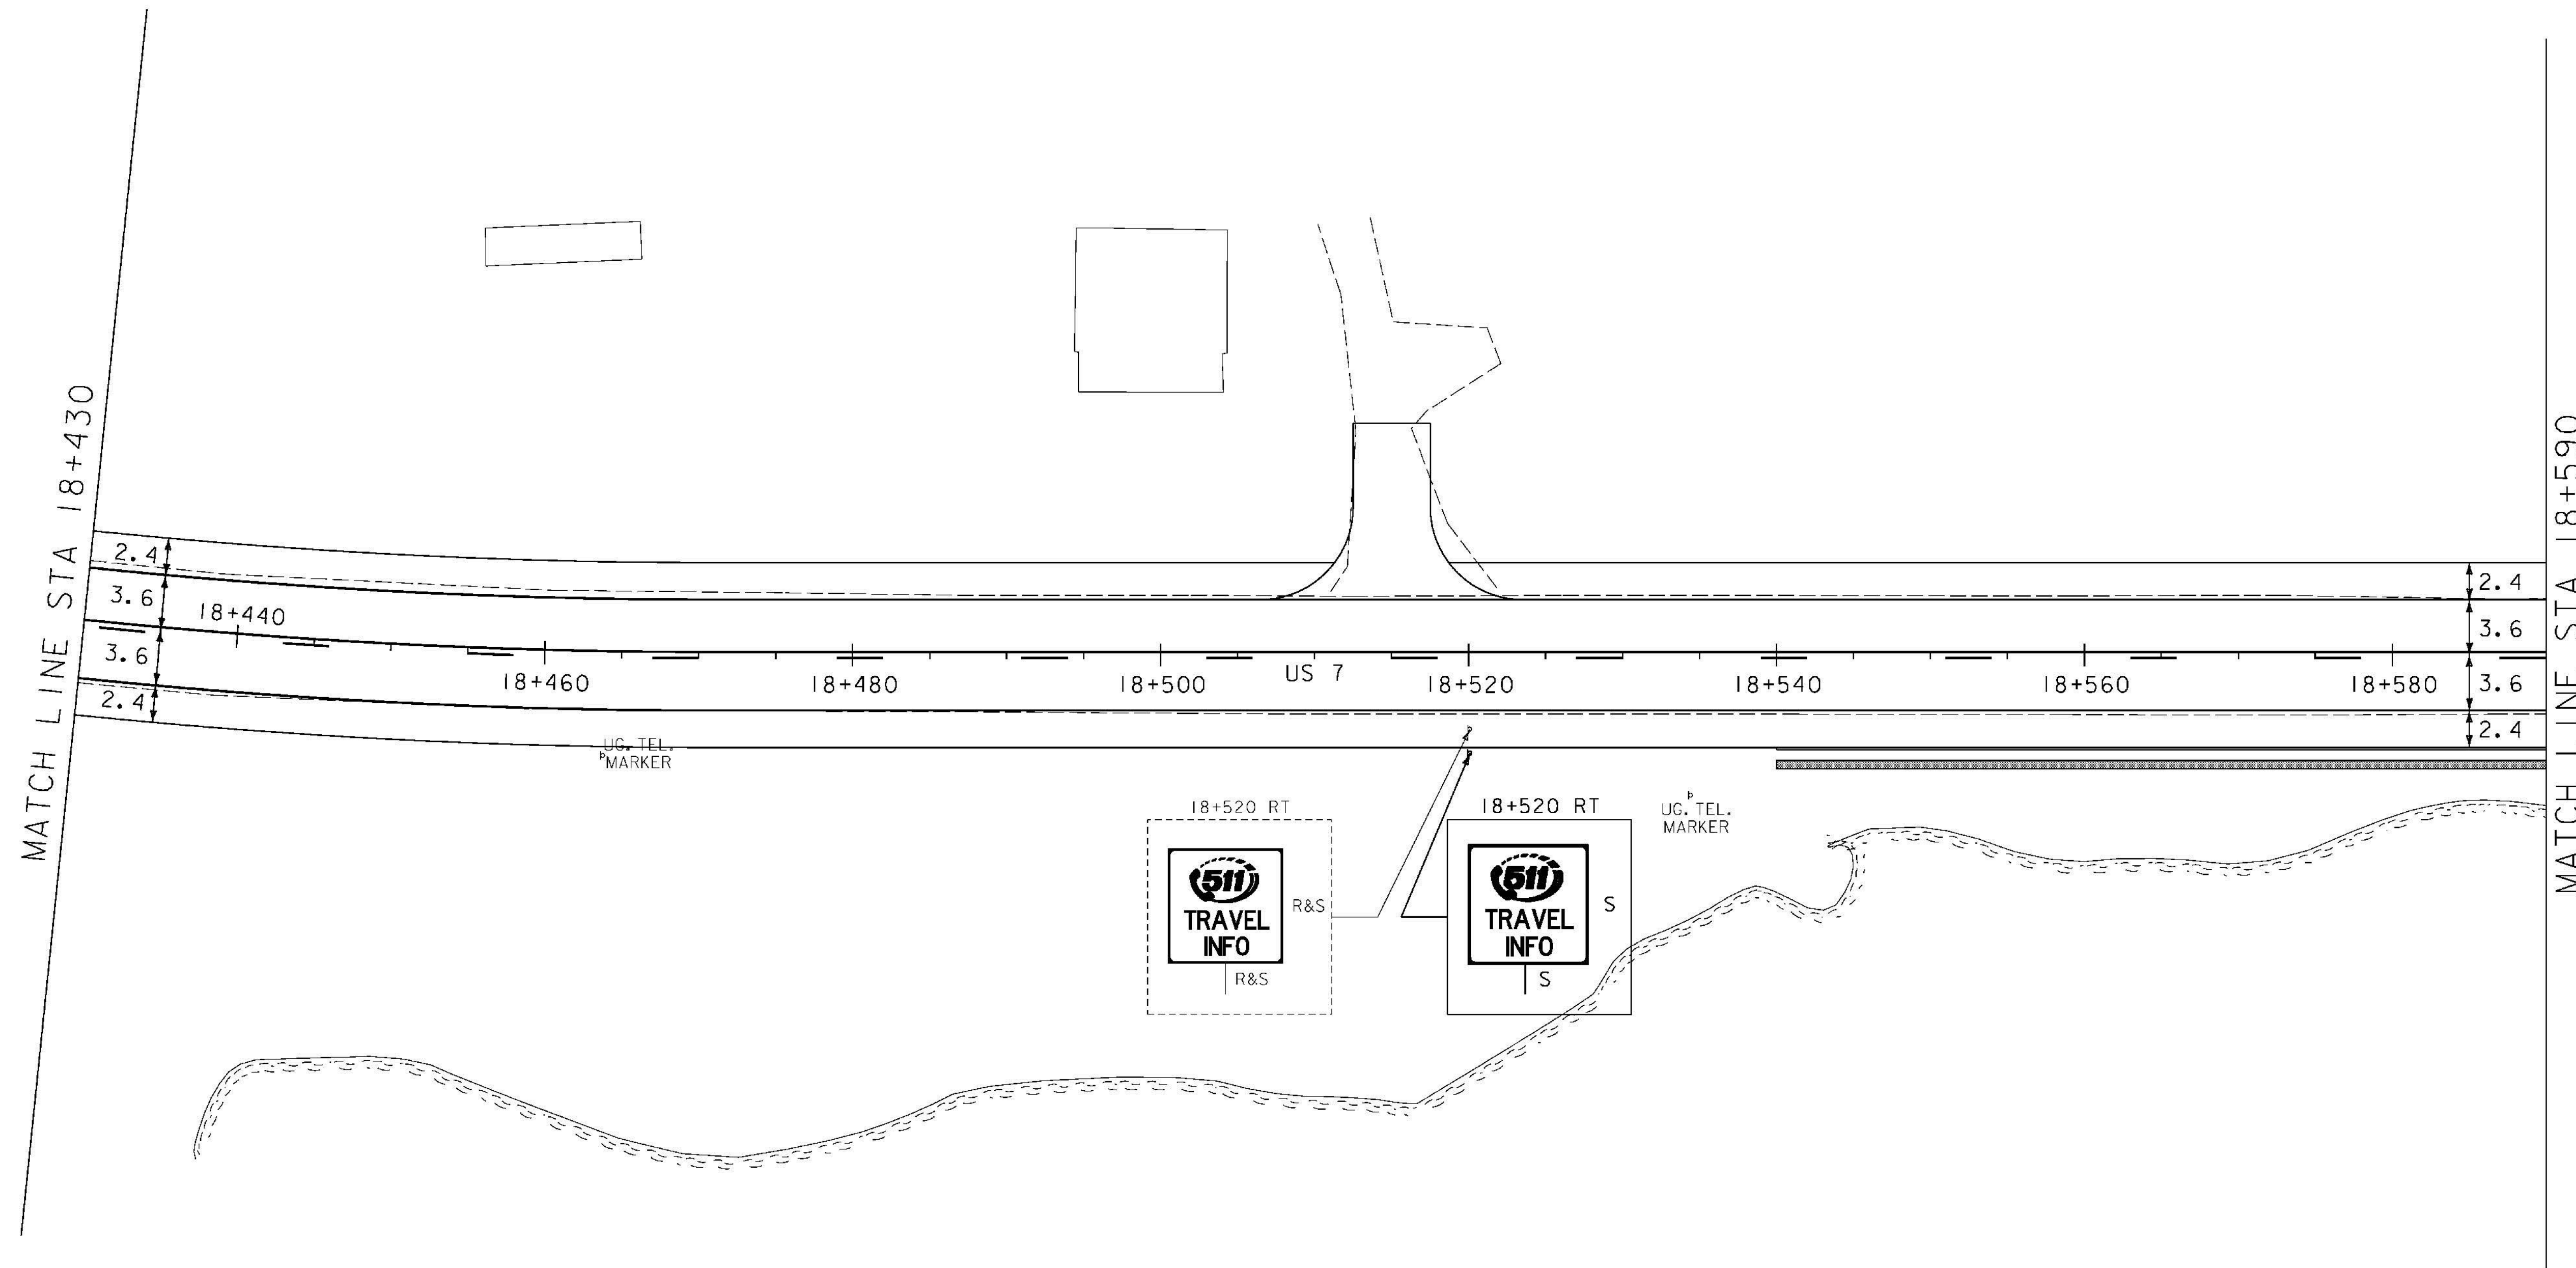 MATCH LINE STA 18+430
2.4
3.6
3.6
2.4
18+440
18+460
18+480
18+500
US 7
18+520
18+540
18+560
18+580
2.4
3.6
3.6
2.4
MATCH LINE STA 18+590
UG. TEL.
MARKER
18+520 RT
511
TRAVEL
INFO
R&S
R&S
18+520 RT
511
TRAVEL
INFO
S
S
UG. TEL.
MARKER